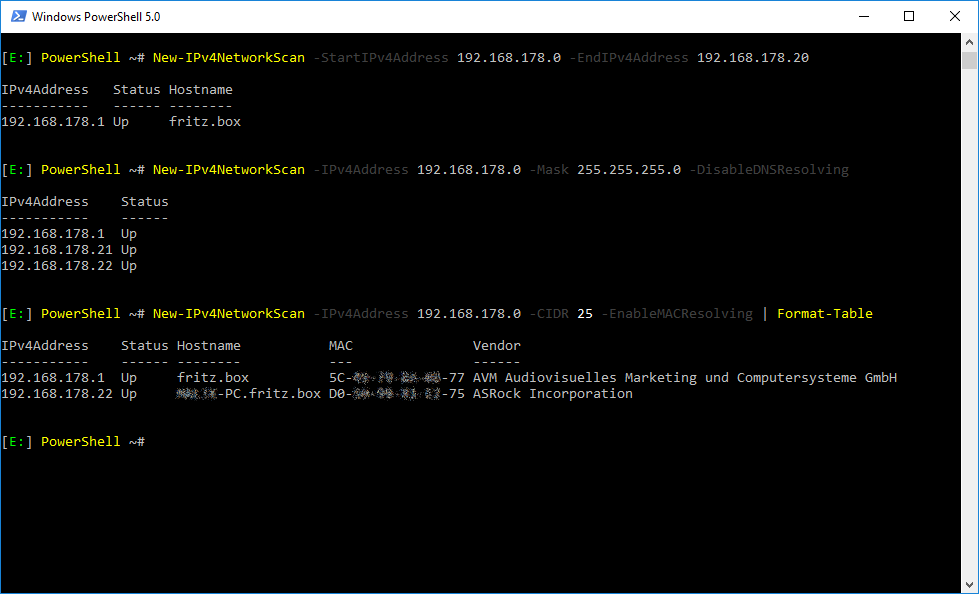 Windows PowerShell 5.0
[E:] PowerShell ~# New-IPv4NetworkScan -StartIPv4Address 192.168.178.0 -EndIPv4Address 192.168.178.20
IPv4Address   Status Hostname
-----------   ------ --------
192.168.178.1 Up     fritz.box
[E:] PowerShell ~# New-IPv4NetworkScan -IPv4Address 192.168.178.0 -Mask 255.255.255.0 -DisableDNSResolving
IPv4Address    Status
-----------    ------
192.168.178.1  Up
192.168.178.21 Up
192.168.178.22 Up
[E:] PowerShell ~# New-IPv4NetworkScan -IPv4Address 192.168.178.0 -CIDR 25 -EnableMACResolving | Format-Table
IPv4Address    Status Hostname           MAC               Vendor
-----------    ------ --------           ---               ------
192.168.178.1  Up     fritz.box          5C- -77 AVM Audiovisuelles Marketing und Computersysteme GmbH
192.168.178.22 Up     -PC.fritz.box D0- -75 ASRock Incorporation
[E:] PowerShell ~#